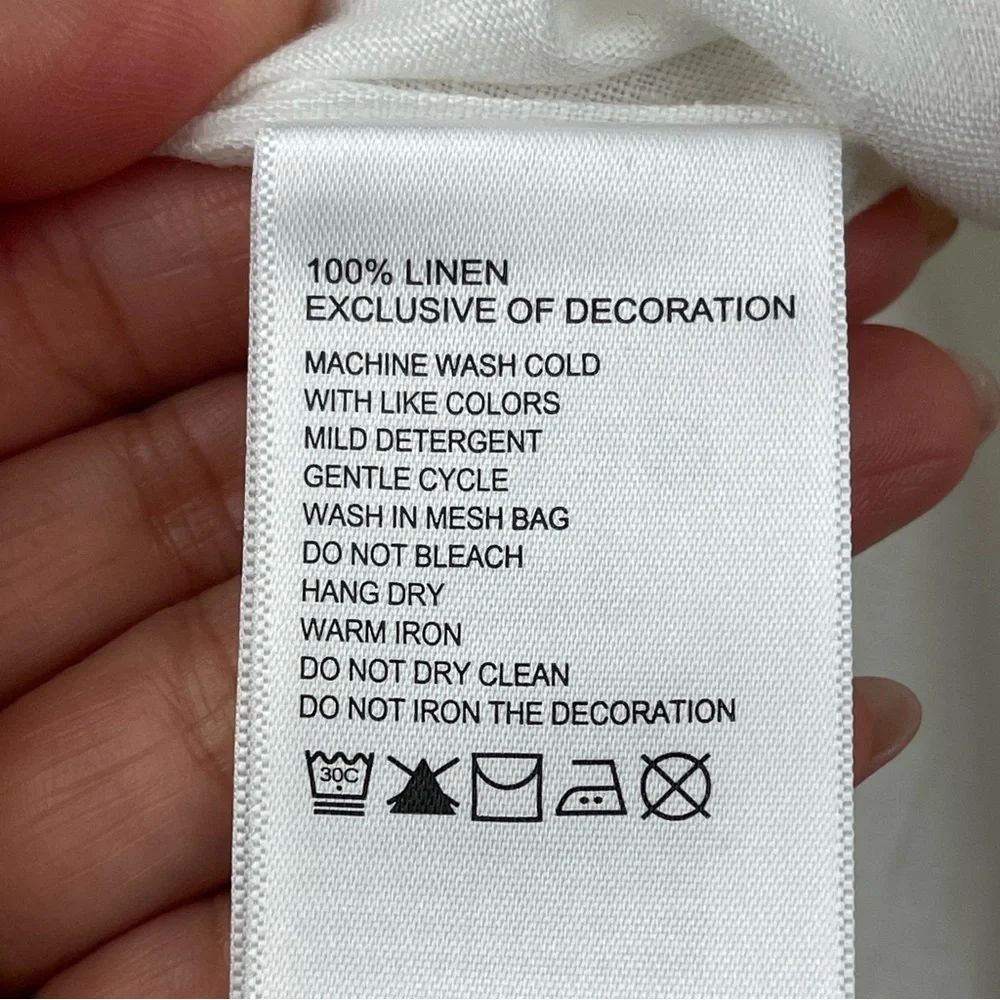 100% LINEN
EXCLUSIVE OF DECORATION
MACHINE WASH COLD
WITH LIKE COLORS
MILD DETERGENT
GENTLE CYCLE
WASH IN MESH BAG
DO NOT BLEACH
HANG DRY
WARM IRON
DO NOT DRY CLEAN
DO NOT IRON THE DECORATION
30C